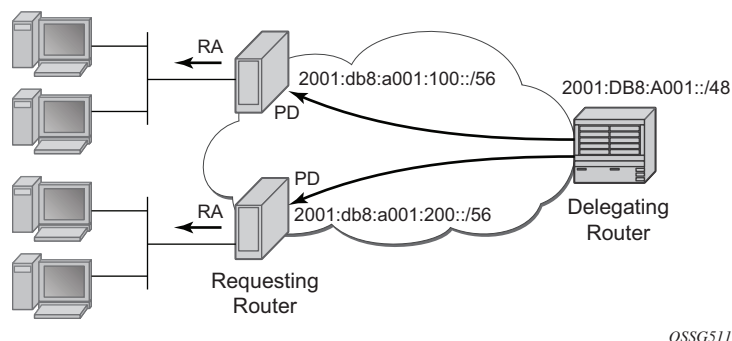 RA
2001:db8:a001:100::/56
PD
2001:DB8:A001::/48
PD
RA
2001:db8:a001:200::/56
Delegating
Router
Requesting
Router
OSSG511